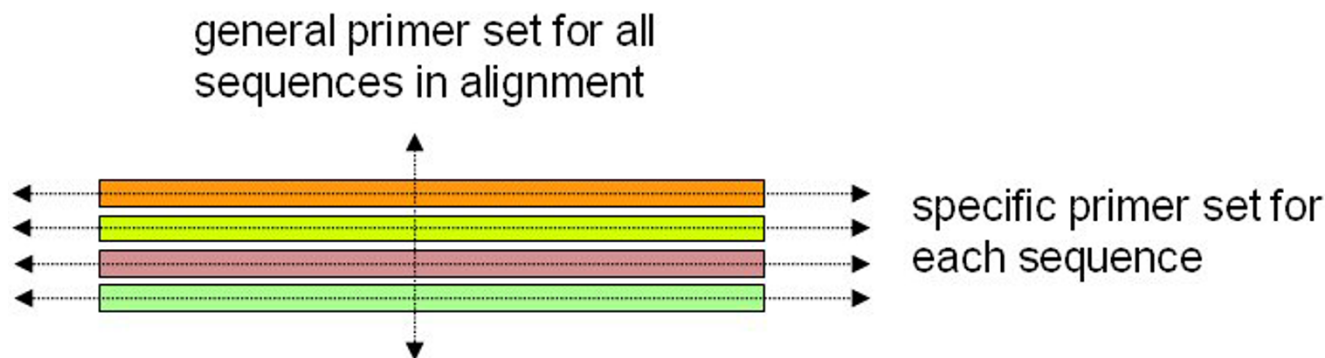 general primer set for all
sequences in alignment
specific primer set for
each sequence